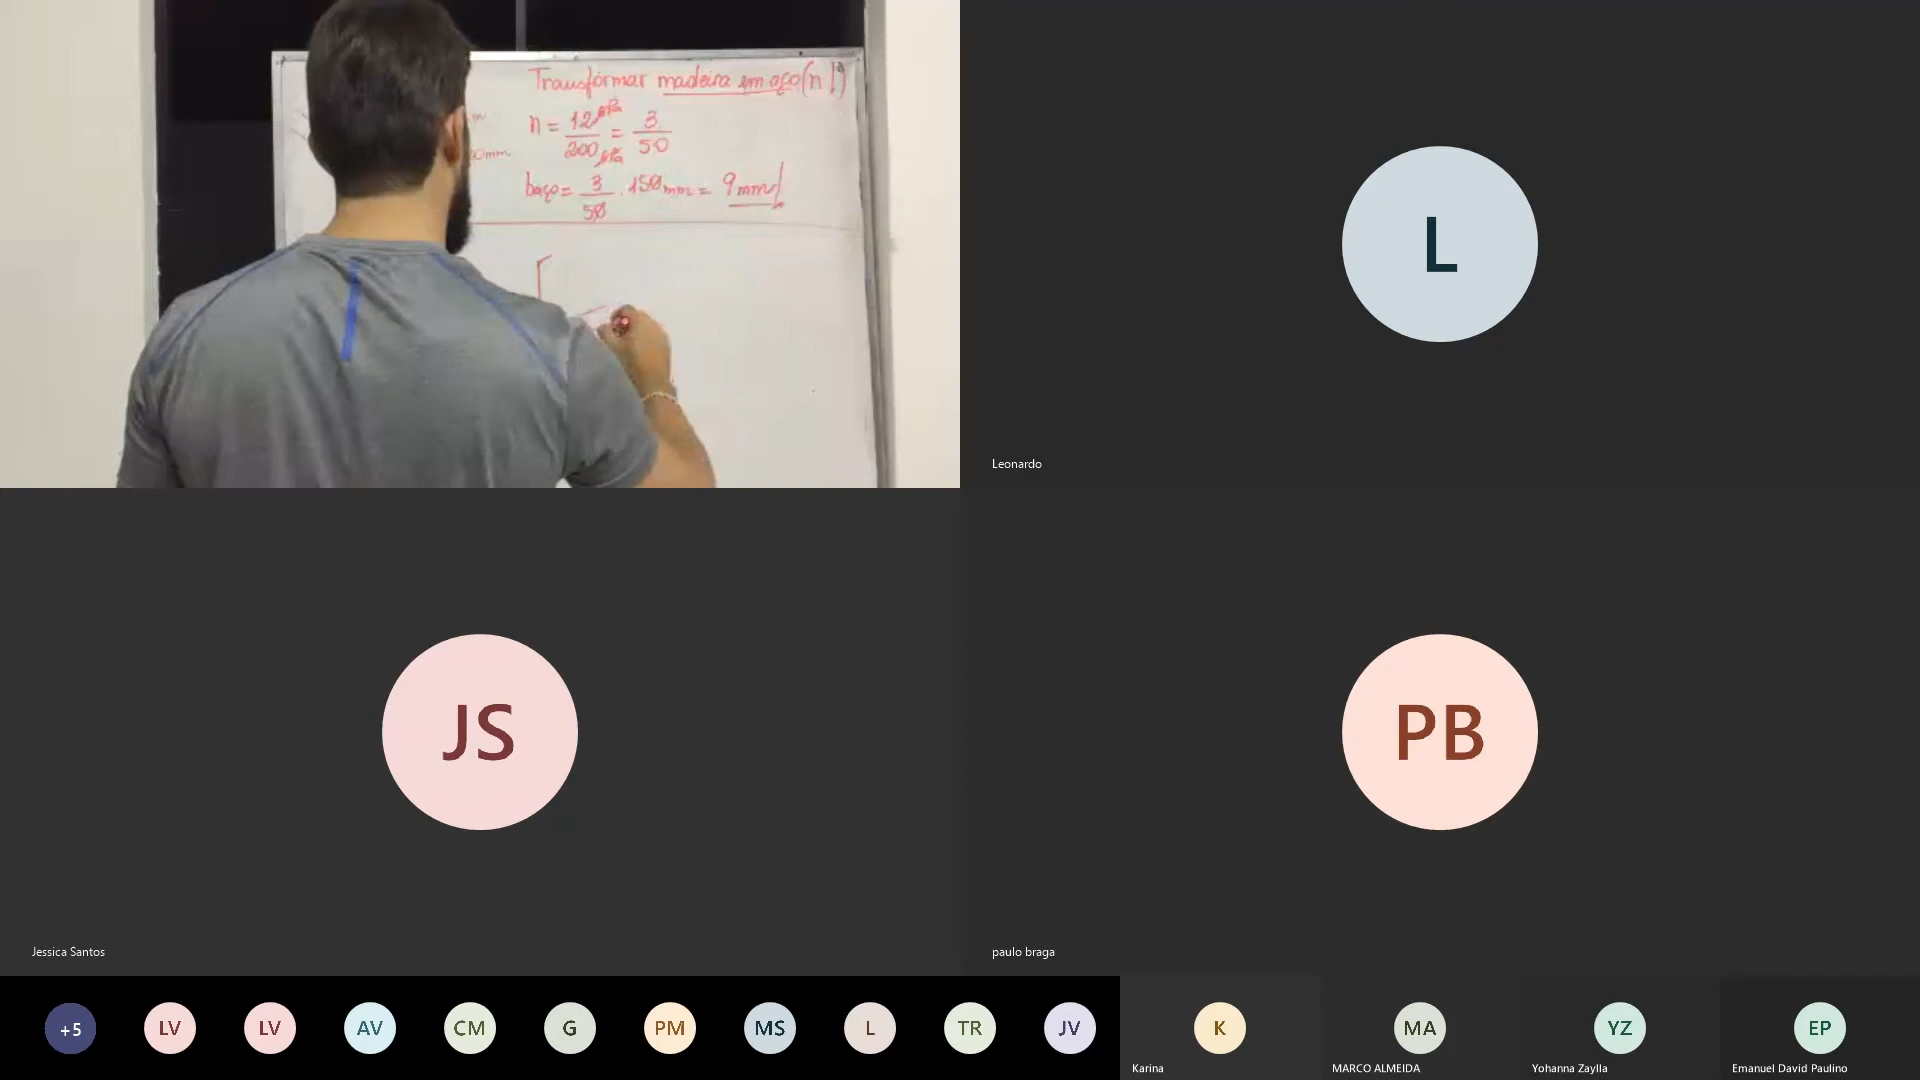 Transformar madeira em aço (n↓)
n = 12 GPa / 200 GPa = 3 / 50
baço = 3 / 50 . 150mm = 9mm
L
Leonardo
JS
Jessica Santos
PB
paulo braga
+5
LV
LV
AV
CM
G
PM
MS
L
TR
JV
K
Karina
MA
MARCO ALMEIDA
YZ
Yohanna Zaylla
EP
Emanuel David Paulino